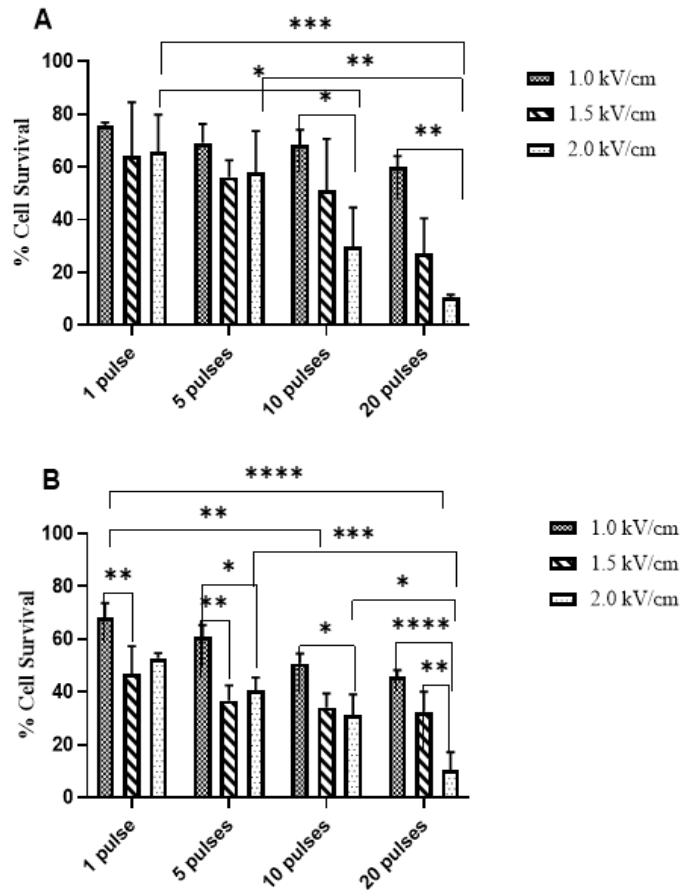 A
***
*
**
*
**
100
80
60
40
20
0
% Cell Survival
1 pulse
5 pulses
10 pulses
20 pulses
1.0 kV/cm
1.5 kV/cm
2.0 kV/cm
B
****
**
***
**
*
**
*
*
****
**
100
80
60
40
20
0
% Cell Survival
1 pulse
5 pulses
10 pulses
20 pulses
1.0 kV/cm
1.5 kV/cm
2.0 kV/cm